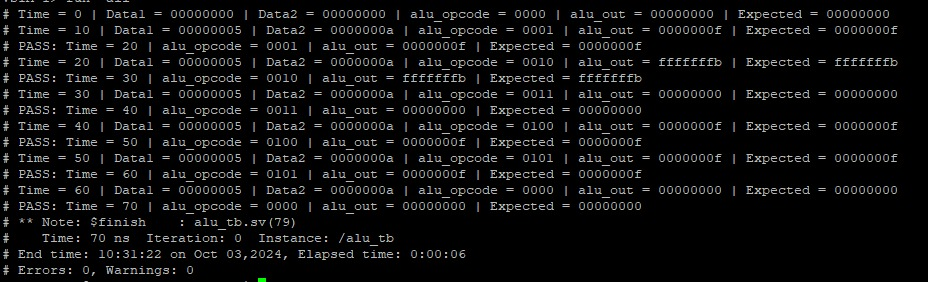 # Time = 0 | Data1 = 00000000 | Data2 = 00000000 | alu_opcode = 0000 | alu_out = 00000000 | Expected = 00000000
# Time = 10 | Data1 = 00000005 | Data2 = 0000000a | alu_opcode = 0001 | alu_out = 0000000f | Expected = 0000000f
# PASS: Time = 20 | alu_opcode = 0001 | alu_out = 0000000f | Expected = 0000000f
# Time = 20 | Data1 = 00000005 | Data2 = 0000000a | alu_opcode = 0010 | alu_out = fffffffb | Expected = fffffffb
# PASS: Time = 30 | alu_opcode = 0010 | alu_out = fffffffb | Expected = fffffffb
# Time = 30 | Data1 = 00000005 | Data2 = 0000000a | alu_opcode = 0011 | alu_out = 00000000 | Expected = 00000000
# PASS: Time = 40 | alu_opcode = 0011 | alu_out = 00000000 | Expected = 00000000
# Time = 40 | Data1 = 00000005 | Data2 = 0000000a | alu_opcode = 0100 | alu_out = 0000000f | Expected = 0000000f
# PASS: Time = 50 | alu_opcode = 0100 | alu_out = 0000000f | Expected = 0000000f
# Time = 50 | Data1 = 00000005 | Data2 = 0000000a | alu_opcode = 0101 | alu_out = 0000000f | Expected = 0000000f
# PASS: Time = 60 | alu_opcode = 0101 | alu_out = 0000000f | Expected = 0000000f
# Time = 60 | Data1 = 00000005 | Data2 = 0000000a | alu_opcode = 0000 | alu_out = 00000000 | Expected = 00000000
# PASS: Time = 70 | alu_opcode = 0000 | alu_out = 00000000 | Expected = 00000000
# ** Note: $finish    : alu_tb.sv(79)
#    Time: 70 ns  Iteration: 0  Instance: /alu_tb
# End time: 10:31:22 on Oct 03,2024, Elapsed time: 0:00:06
# Errors: 0, Warnings: 0